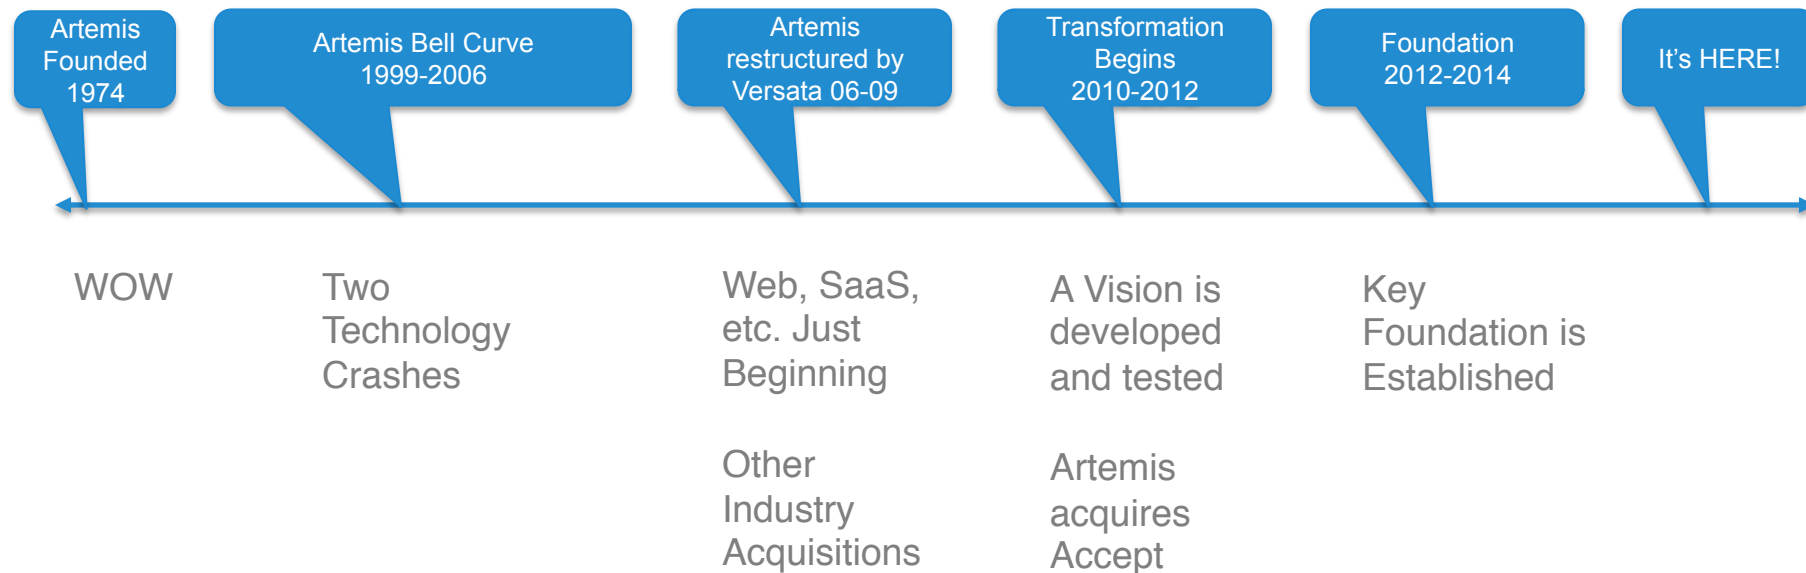 Artemis
Founded
1974
Artemis Bell Curve
1999-2006
Artemis
restructured by
Versata 06-09
Transformation
Begins
2010-2012
Foundation
2012-2014
It's HERE!
WOW
Two
Technology
Crashes
Web, SaaS,
etc. Just
Beginning
Other
Industry
Acquisitions
A Vision is
developed
and tested
Artemis
acquires
Accept
Key
Foundation is
Established